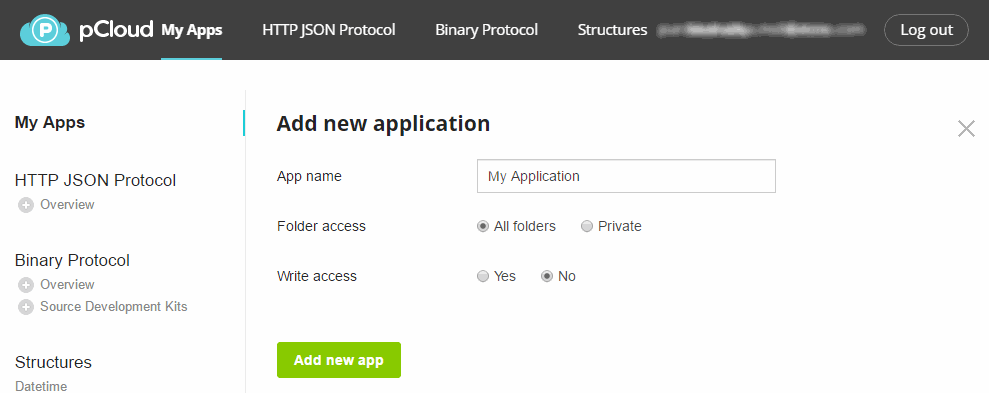 pCloud My Apps HTTP JSON Protocol Binary Protocol Structures Log out
My Apps
HTTP JSON Protocol
Overview
Binary Protocol
Overview
Source Development Kits
Structures
Datetime
Add new application
App name My Application
Folder access All folders Private
Write access Yes No
Add new app